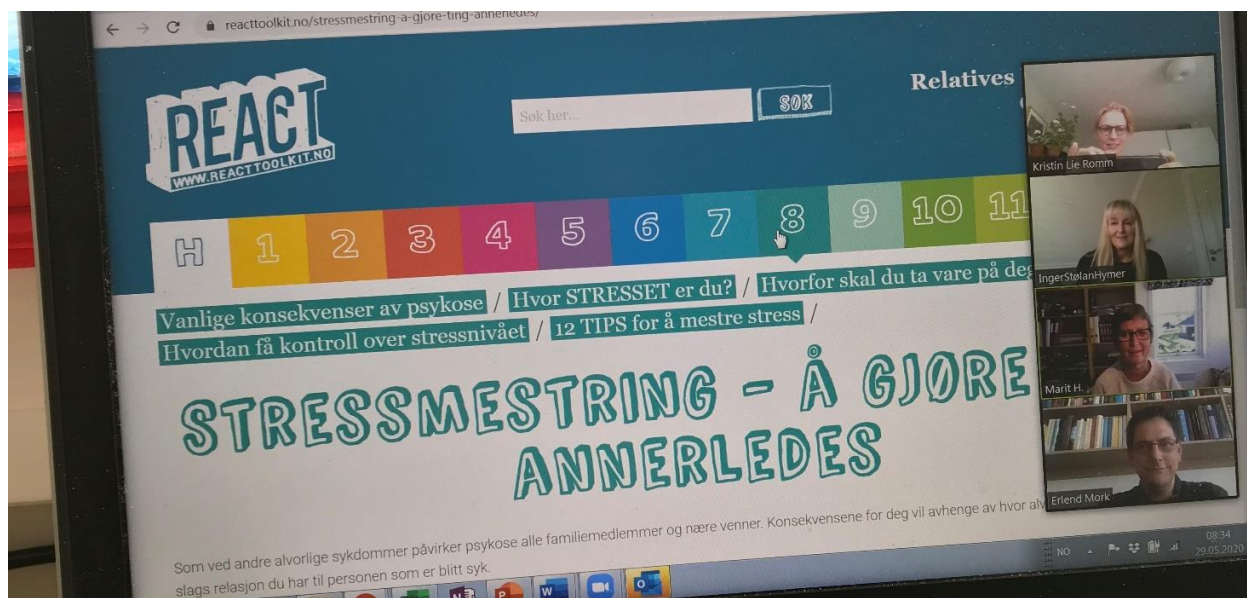 reacttoolkit.no/stressmestring-a-gjore-ting-annerledes/
REACT
WWW.REACTTOOLKIT.NO
Søk her...
SØK
Relatives
H 1 2 3 4 5 6 7 8 9 10 11
Vanlige konsekvenser av psykose / Hvor STRESSET er du? / Hvorfor skal du ta vare på deg
Hvordan få kontroll over stressnivået / 12 TIPS for å mestre stress /
STRESSMESTRING – Å GJØRE
ANNERLEDES
Som ved andre alvorlige sykdommer påvirker psykose alle familiemedlemmer og nære venner. Konsekvensene for deg vil avhenge av hvor
slags relasjon du har til personen som er blitt syk.
Kristin Lie Romm
IngerStølanHymer
Marit H.
Erlend Mork
NO
08:34
29.05.2020